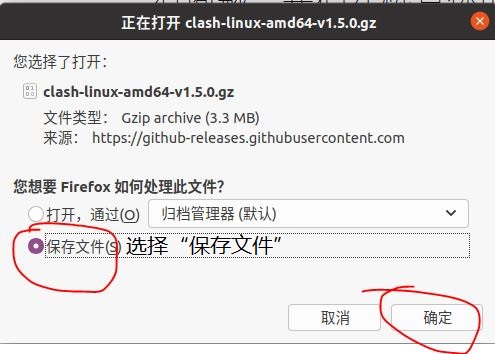 正在打开 clash-linux-amd64-v1.5.0.gz
您选择了打开：
clash-linux-amd64-v1.5.0.gz
文件类型： Gzip archive (3.3 MB)
来源： https://github-releases.githubusercontent.com
您想要 Firefox 如何处理此文件？
打开，通过(O) 归档管理器 (默认)
保存文件(S) 选择“保存文件”
取消 确定